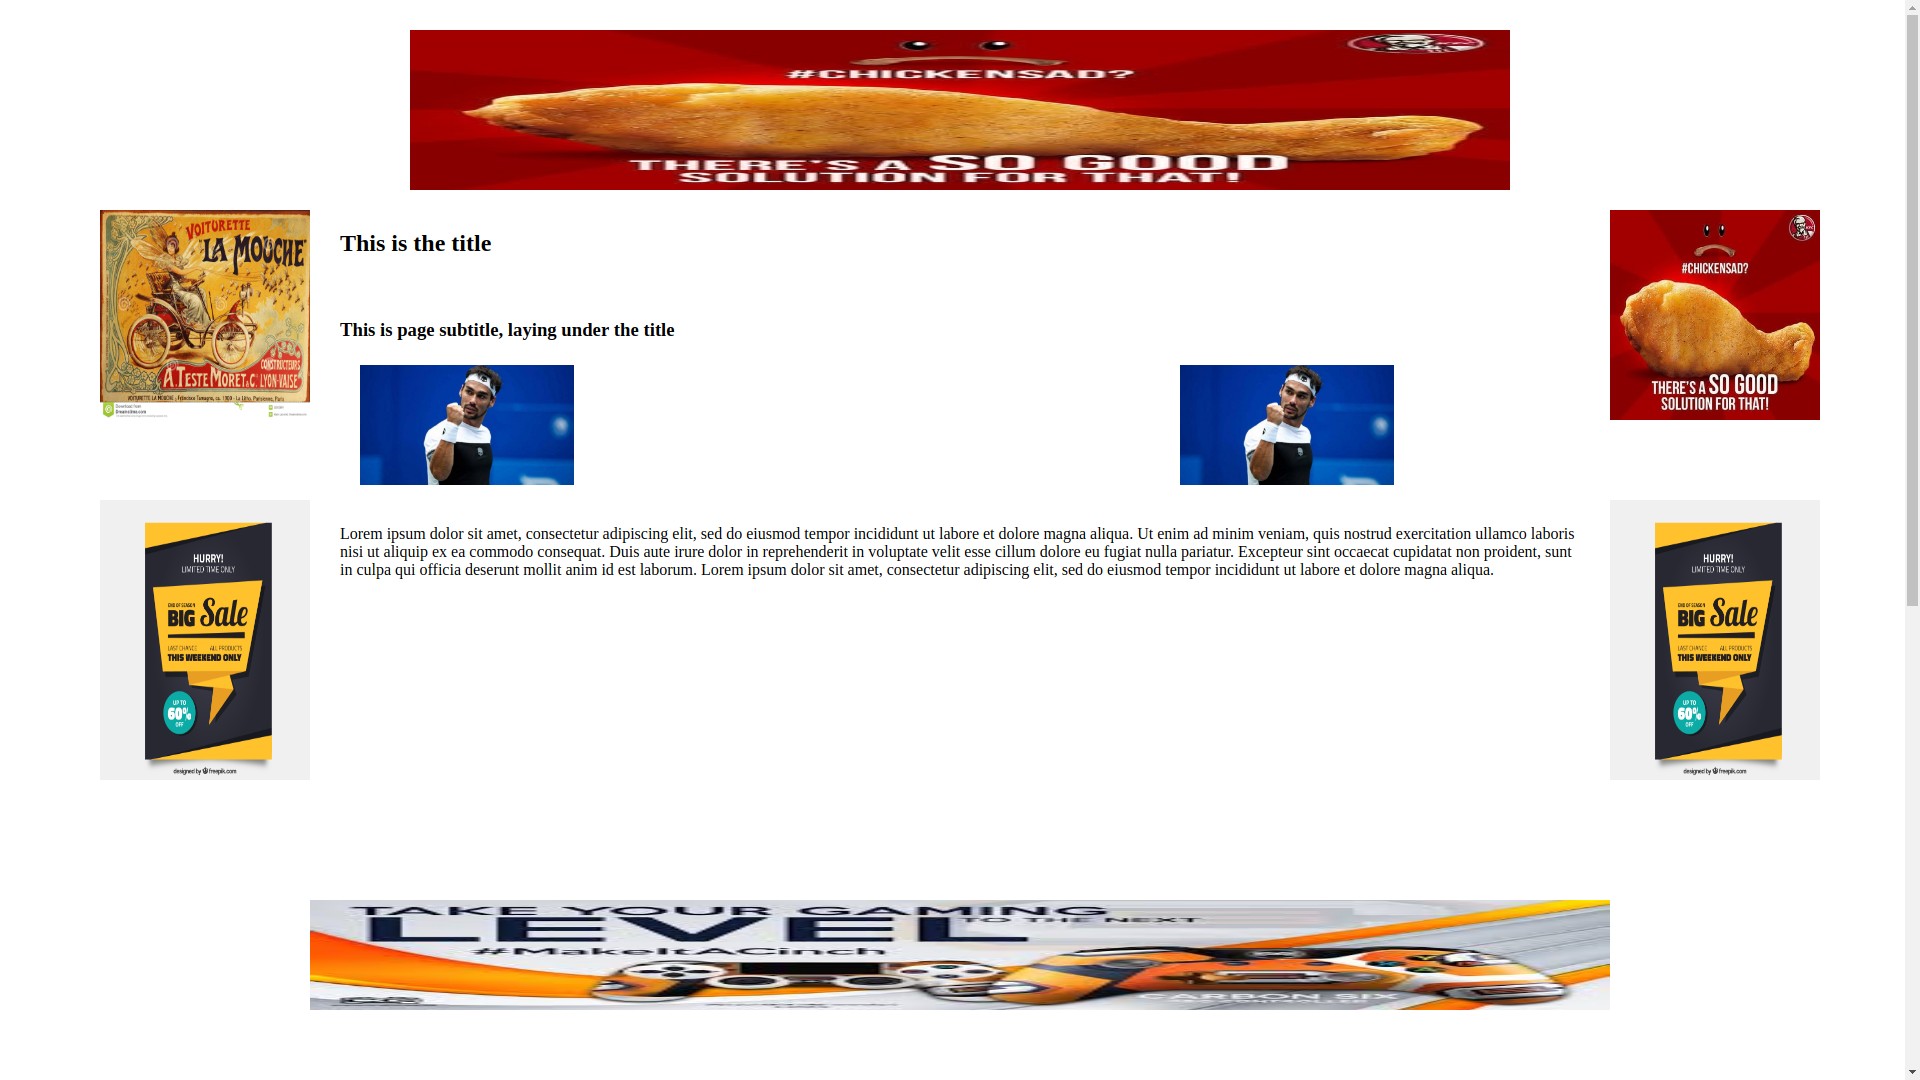 #CHICKENSAD?
THERE'S A SO GOOD
SOLUTION FOR THAT!
VOITURETTE
"LA MOUCHE"
CONSTRUCTEURS
A. TESTE MORET & C. LYON-VAISE
This is the title
This is page subtitle, laying under the title
#CHICKENSAD?
THERE'S A SO GOOD
SOLUTION FOR THAT!
HURRY!
LIMITED TIME ONLY
END OF SEASON
BIG Sale
LAST CHANCE ALL PRODUCTS
THIS WEEKEND ONLY
UP TO
60%
OFF
designed by freepik.com
Lorem ipsum dolor sit amet, consectetur adipiscing elit, sed do eiusmod tempor incididunt ut labore et dolore magna aliqua. Ut enim ad minim veniam, quis nostrud exercitation ullamco laboris
nisi ut aliquip ex ea commodo consequat. Duis aute irure dolor in reprehenderit in voluptate velit esse cillum dolore eu fugiat nulla pariatur. Excepteur sint occaecat cupidatat non proident, sunt
in culpa qui officia deserunt mollit anim id est laborum. Lorem ipsum dolor sit amet, consectetur adipiscing elit, sed do eiusmod tempor incididunt ut labore et dolore magna aliqua.
HURRY!
LIMITED TIME ONLY
END OF SEASON
BIG Sale
LAST CHANCE ALL PRODUCTS
THIS WEEKEND ONLY
UP TO
60%
OFF
designed by freepik.com
TAKE YOUR GAMING
LEVEL TO THE NEXT
#MakeItACinch
CARBON SIX